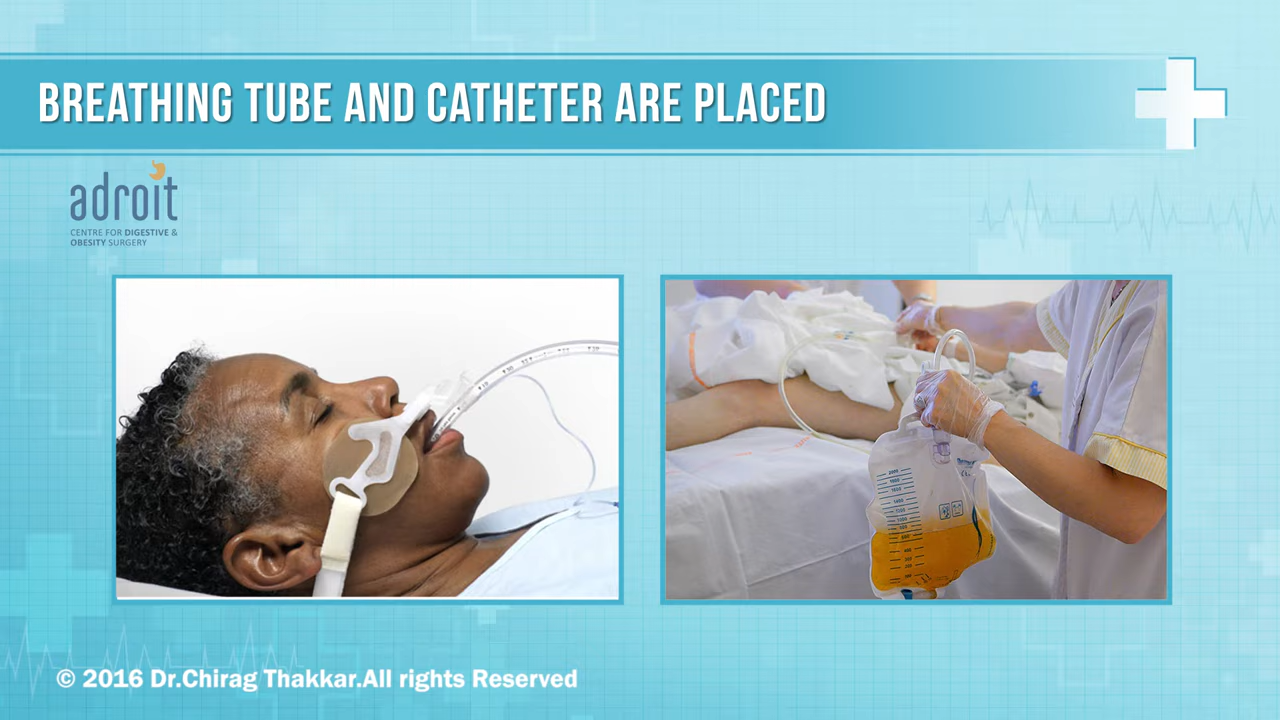 BREATHING TUBE AND CATHETER ARE PLACED
adroit
CENTRE FOR DIGESTIVE &
OBESITY SURGERY
© 2016 Dr.Chirag Thakkar.All rights Reserved